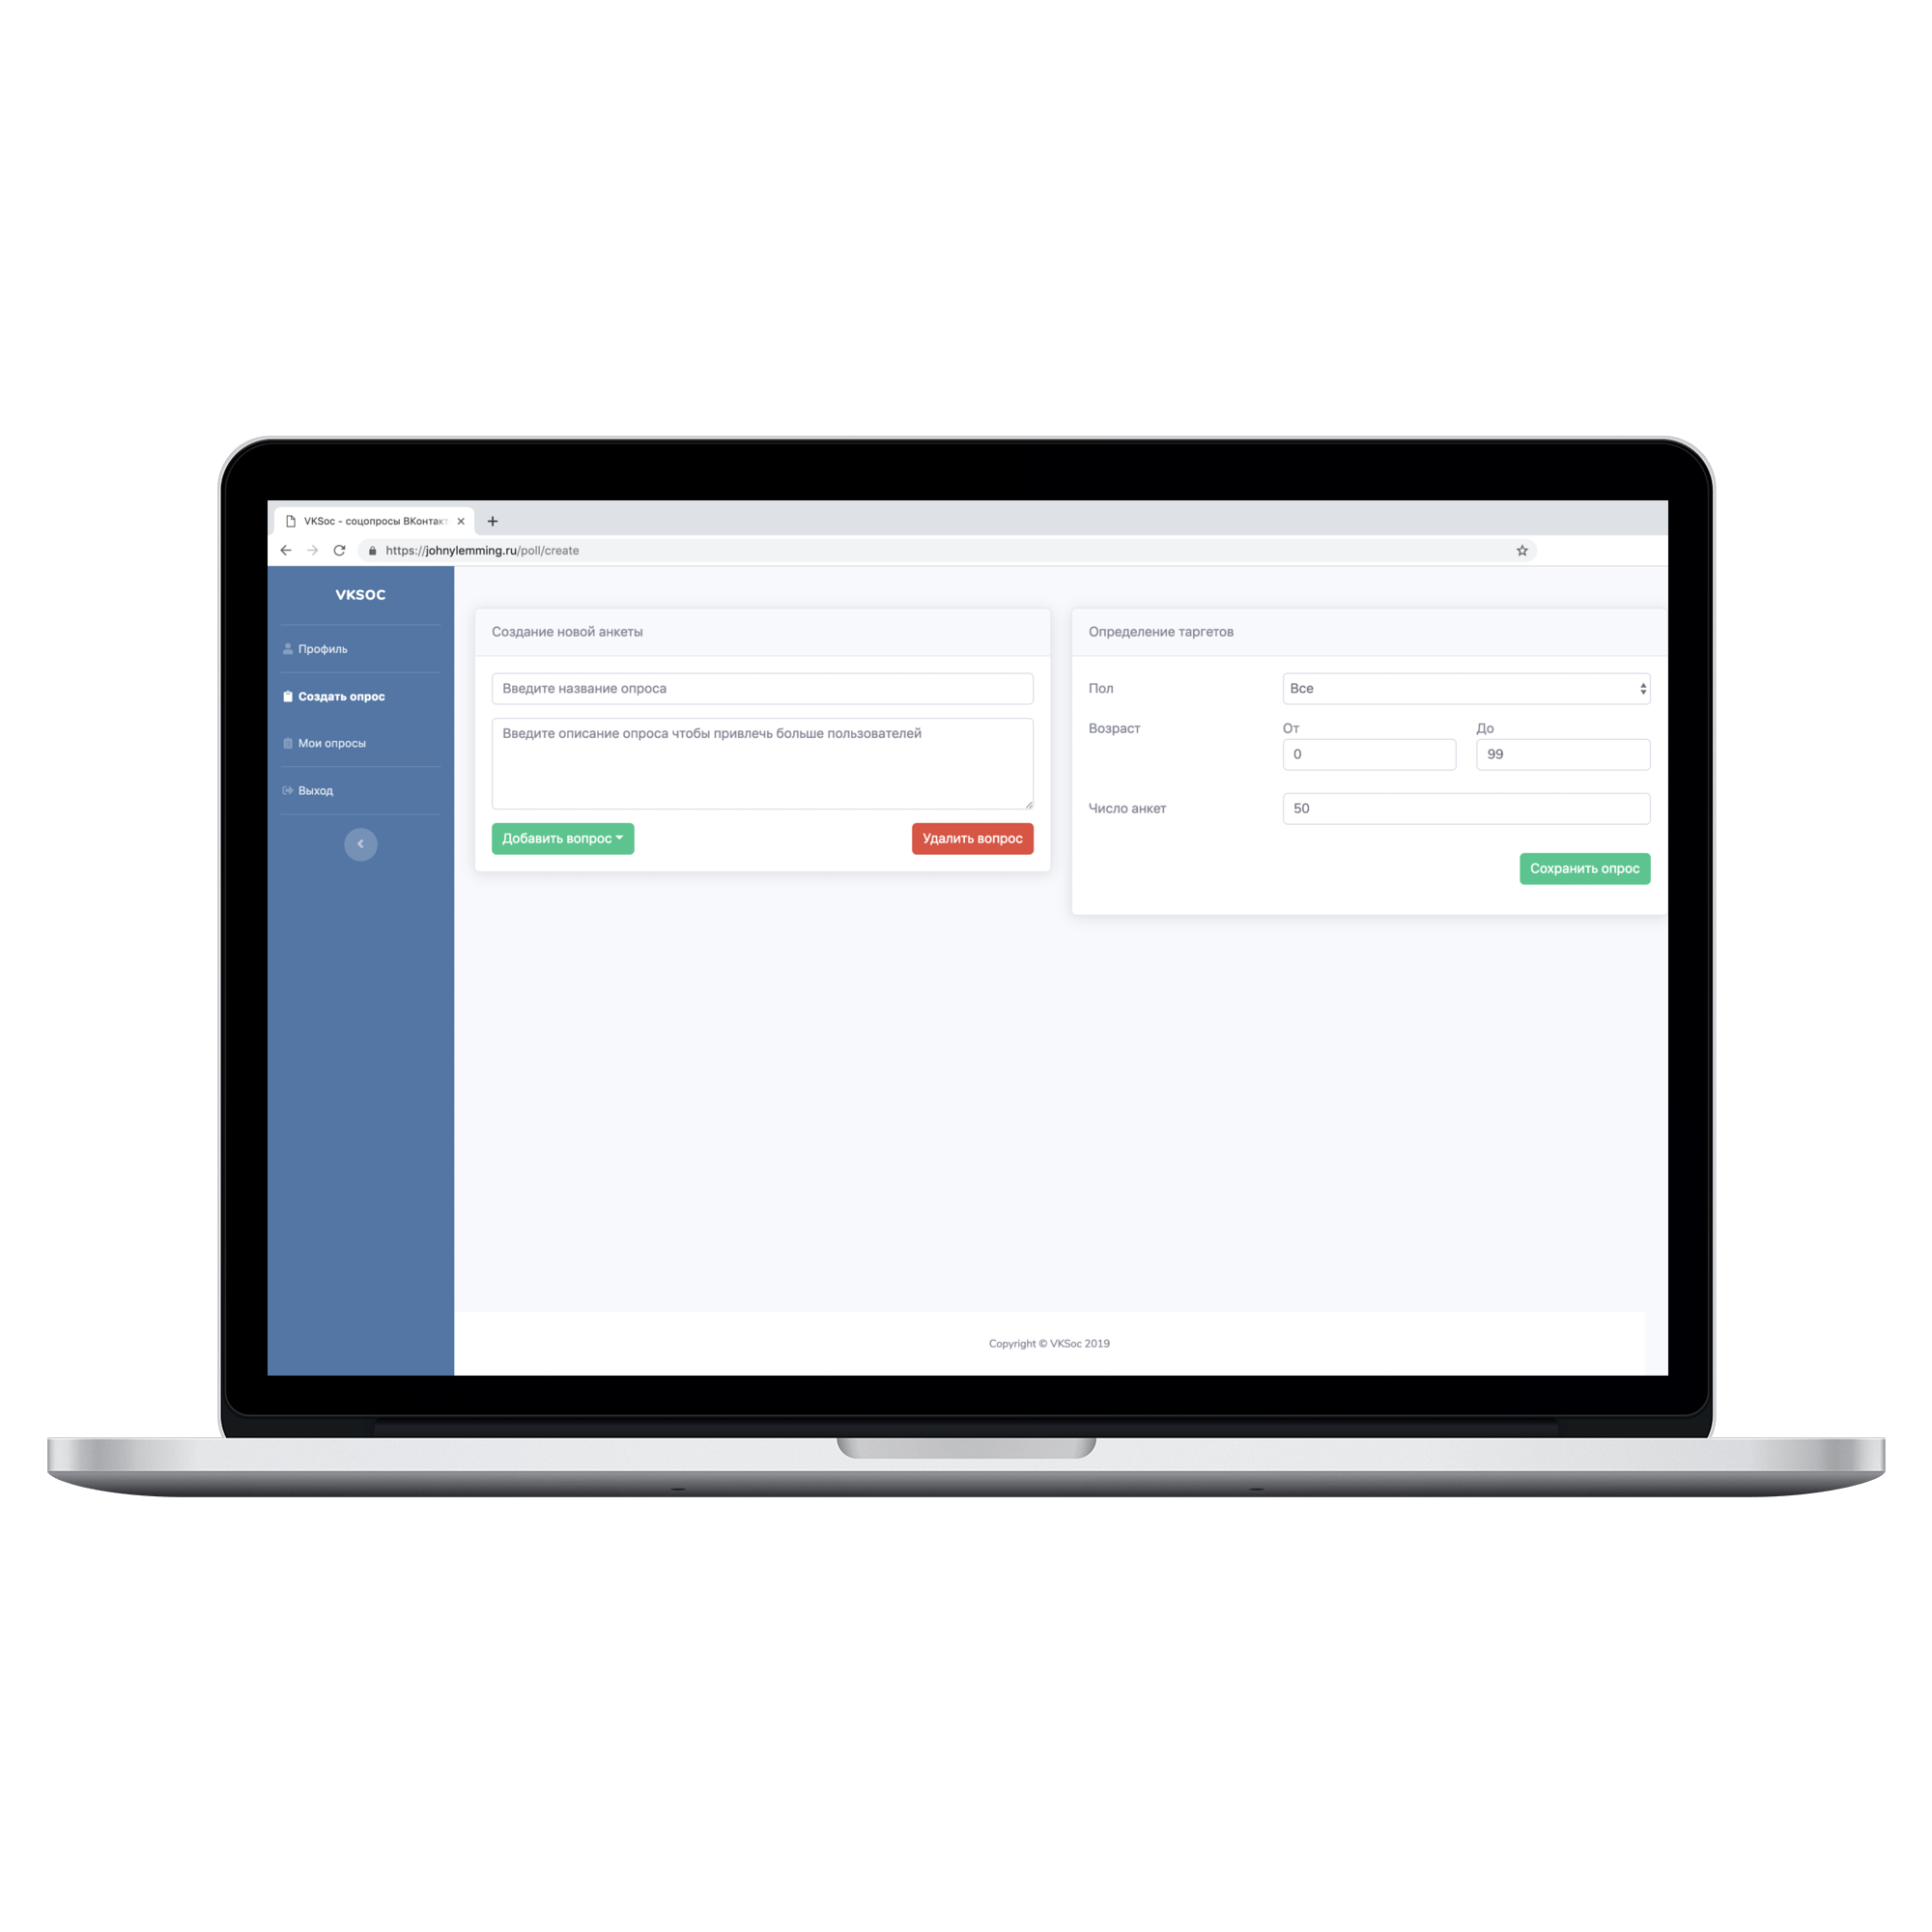 VKSoc - соцопросы ВКонтакт
https://johnylemming.ru/poll/create
VKSOC
Профиль
Создать опрос
Мои опросы
Выход
Создание новой анкеты
Введите название опроса
Введите описание опроса чтобы привлечь больше пользователей
Добавить вопрос
Удалить вопрос
Определение таргетов
Пол
Все
Возраст
От
До
0
99
Число анкет
50
Сохранить опрос
Copyright © VKSoc 2019